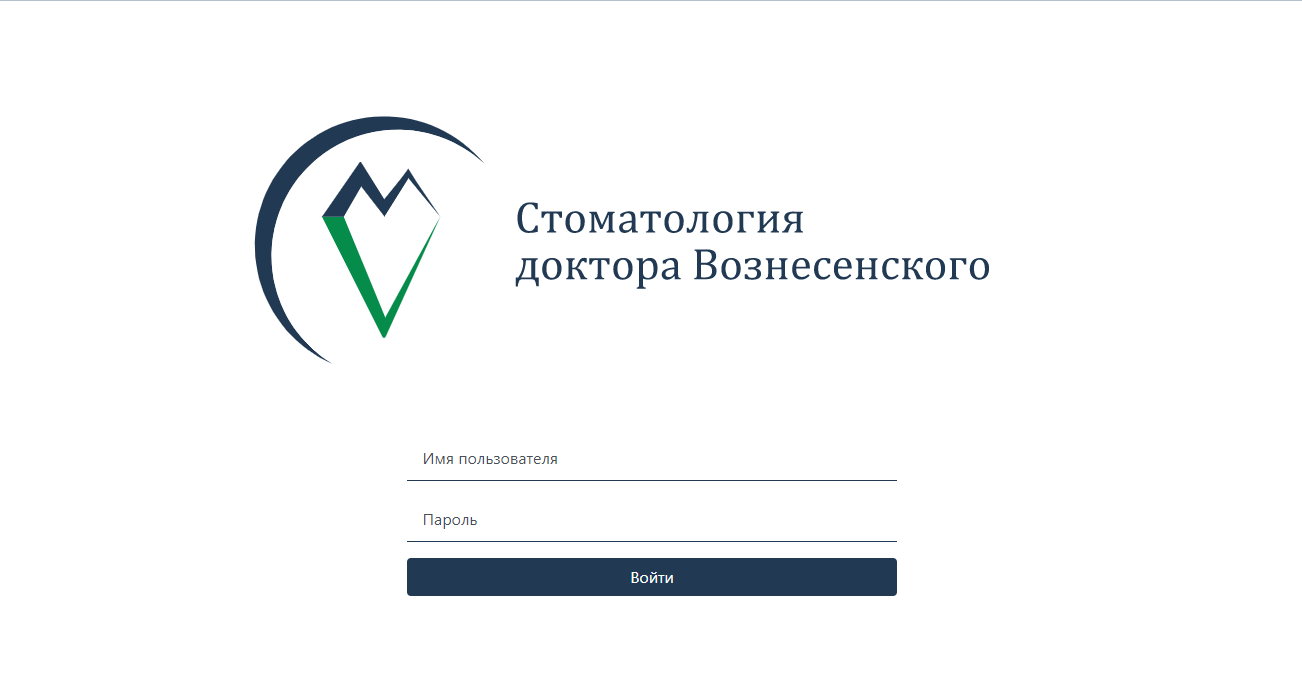 Стоматология
доктора Вознесенского
Имя пользователя
Пароль
Войти